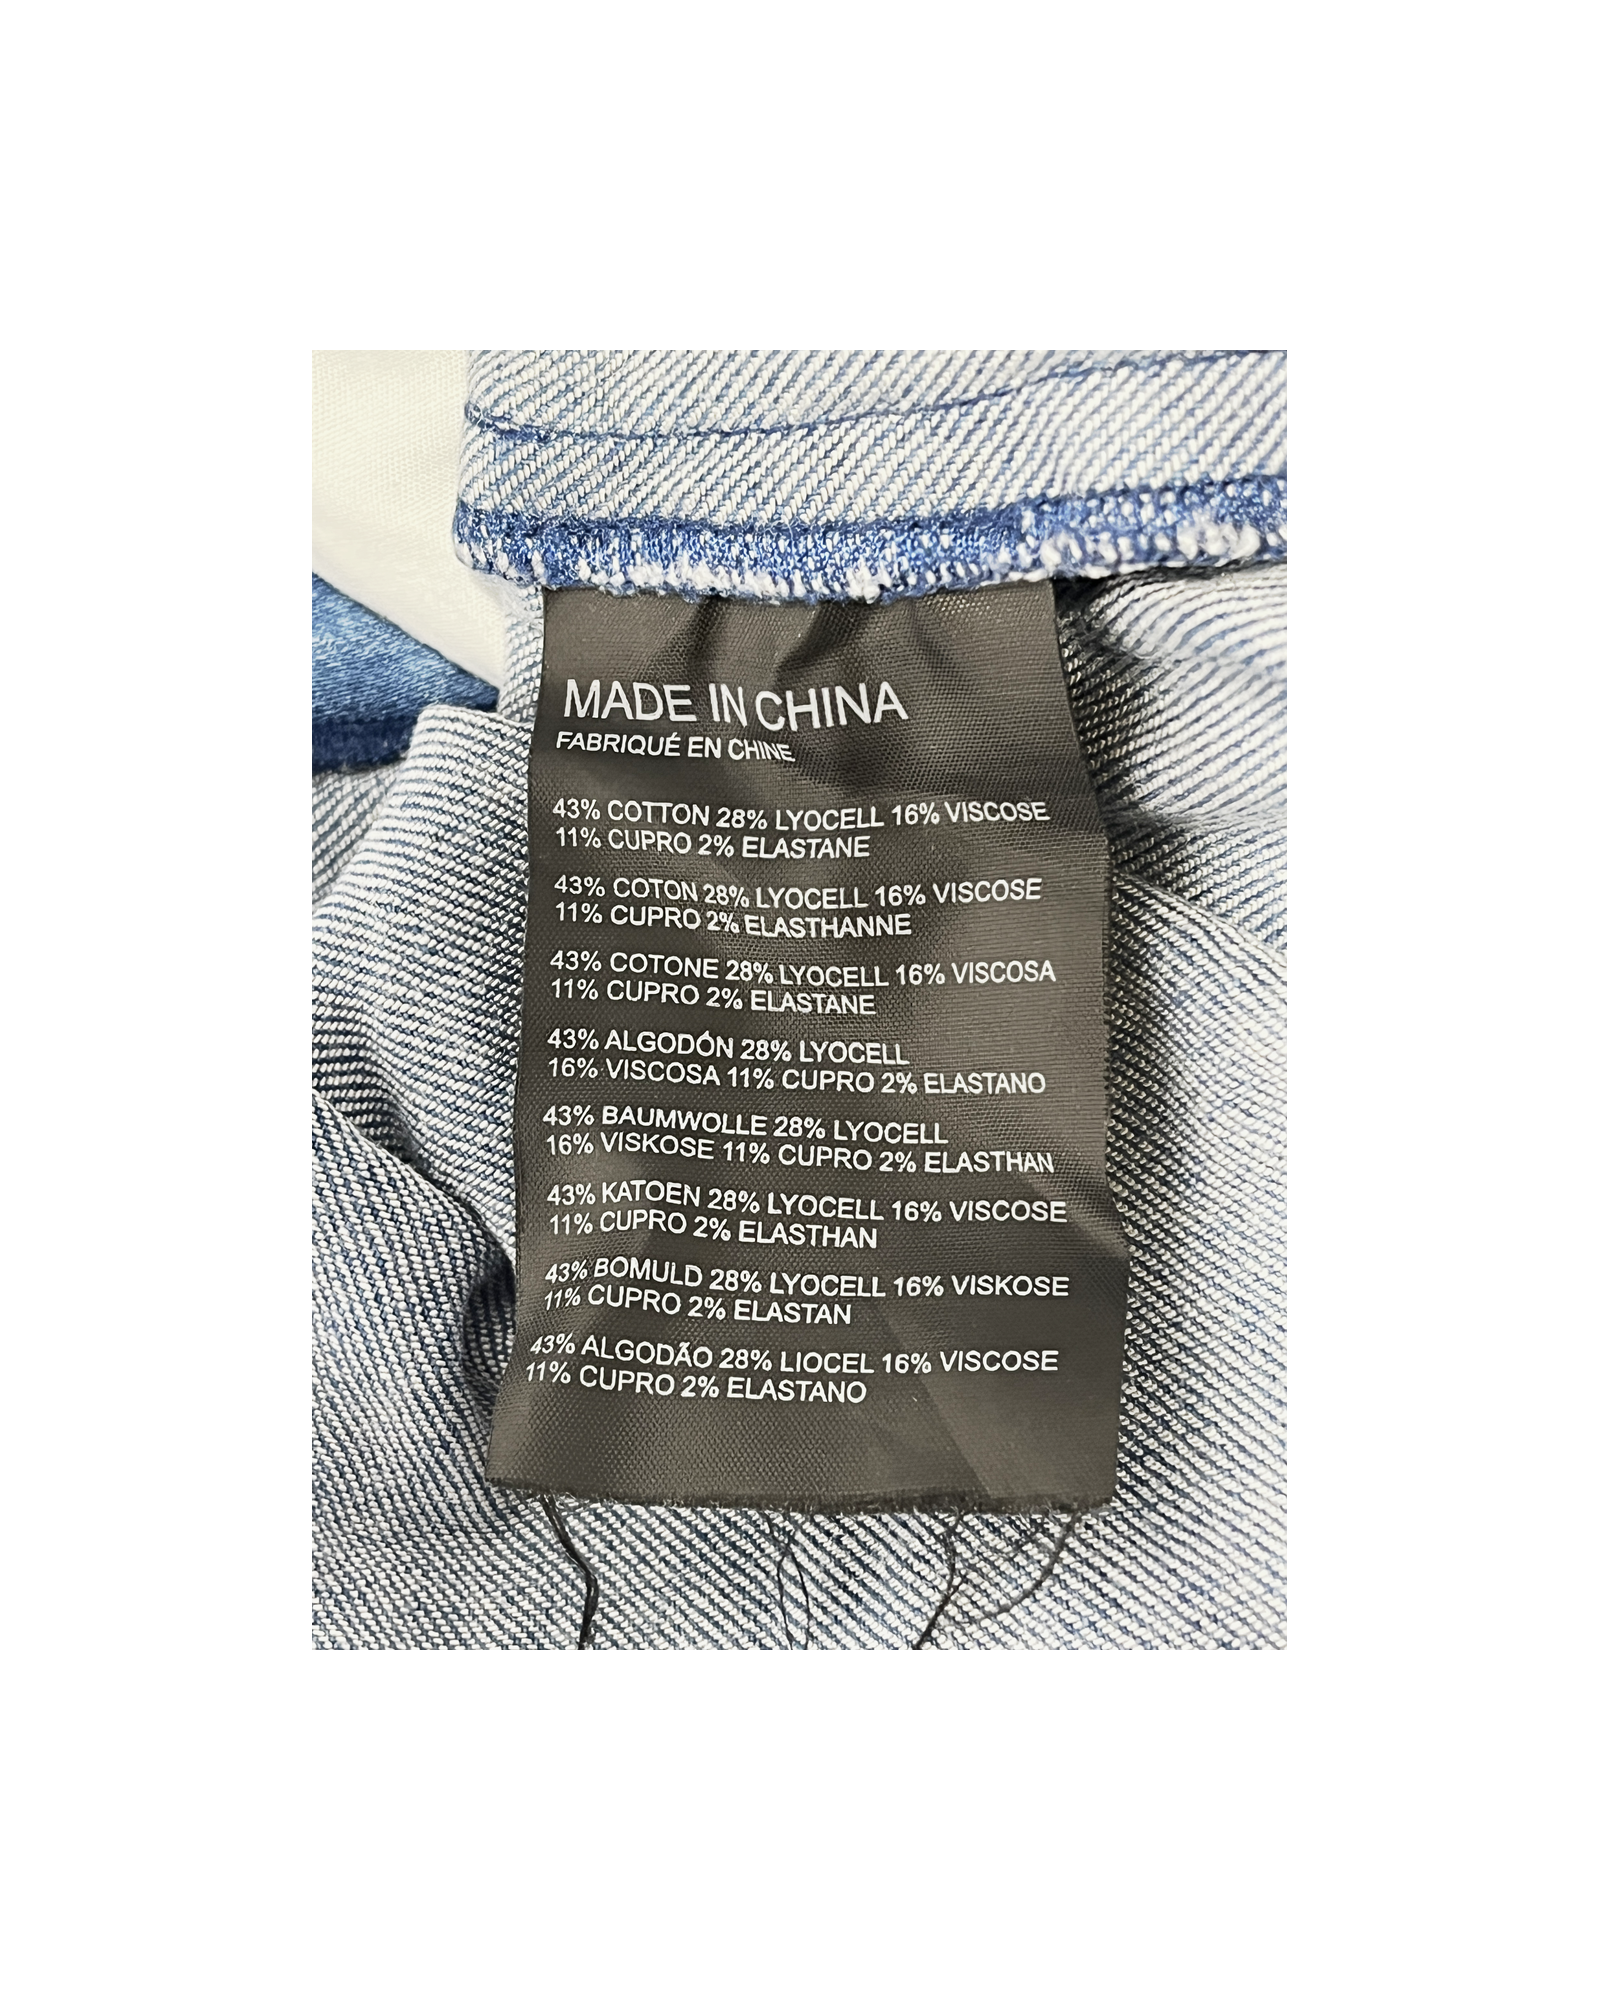 MADE IN CHINA
FABRIQUÉ EN CHINE
43% COTTON 28% LYOCELL 16% VISCOSE
11% CUPRO 2% ELASTANE
43% COTON 28% LYOCELL 16% VISCOSE
11% CUPRO 2% ELASTHANNE
43% COTONE 28% LYOCELL 16% VISCOSA
11% CUPRO 2% ELASTANE
43% ALGODÓN 28% LYOCELL
16% VISCOSA 11% CUPRO 2% ELASTANO
43% BAUMWOLLE 28% LYOCELL
16% VISKOSE 11% CUPRO 2% ELASTHAN
43% KATOEN 28% LYOCELL 16% VISCOSE
11% CUPRO 2% ELASTHAN
43% BOMULD 28% LYOCELL 16% VISKOSE
11% CUPRO 2% ELASTAN
43% ALGODÃO 28% LIOCEL 16% VISCOSE
11% CUPRO 2% ELASTANO